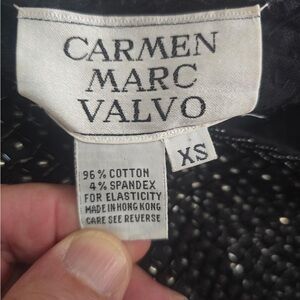 CARMEN
MARC
VALVO
XS
96% COTTON
4% SPANDEX
FOR ELASTICITY
MADE IN HONG KONG
CARE SEE REVERSE